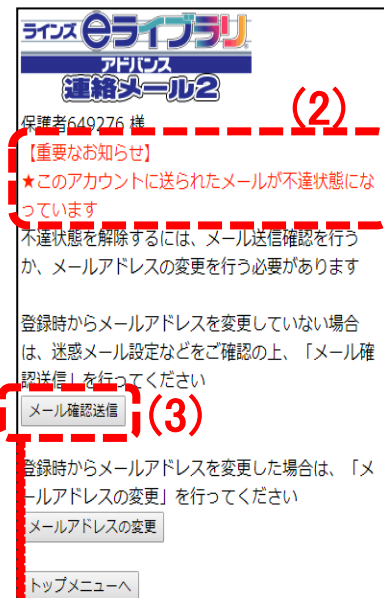 ラインズ eライブラリ
アドバンス
連絡メール2
(2)
保護者649276 様
【重要なお知らせ】
★このアカウントに送られたメールが不達状態にな
っています
不達状態を解除するには、メール送信確認を行う
か、メールアドレスの変更を行う必要があります
登録時からメールアドレスを変更していない場合
は、迷惑メール設定などをご確認の上、「メール確
認送信」を行ってください
メール確認送信
(3)
登録時からメールアドレスを変更した場合は、「メ
ールアドレスの変更」を行ってください
メールアドレスの変更
トップメニューへ